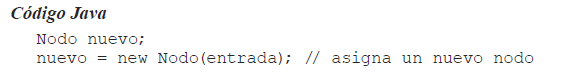 Código Java
Nodo nuevo;
nuevo = new Nodo(entrada); // asigna un nuevo nodo